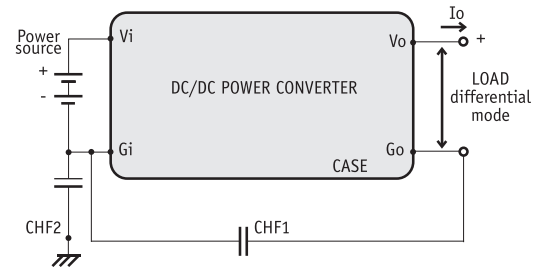 Io
Power
source
Vi
Vo
+
+
-
DC/DC POWER CONVERTER
LOAD
differential
mode
Gi
Go
CASE
CHF2
CHF1